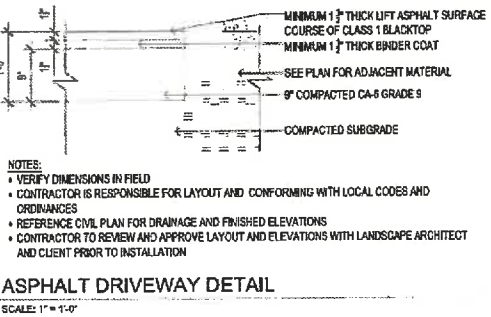 MINIMUM 1 1/2" THICK LIFT ASPHALT SURFACE
COURSE OF CLASS 1 BLACKTOP
MINIMUM 1 1/2" THICK BINDER COAT
SEE PLAN FOR ADJACENT MATERIAL
9" COMPACTED CA-6 GRADE 9
COMPACTED SUBGRADE
9"
NOTES:
• VERIFY DIMENSIONS IN FIELD
• CONTRACTOR IS RESPONSIBLE FOR LAYOUT AND CONFORMING WITH LOCAL CODES AND
ORDINANCES
• REFERENCE CIVIL PLAN FOR DRAINAGE AND FINISHED ELEVATIONS
• CONTRACTOR TO REVIEW AND APPROVE LAYOUT AND ELEVATIONS WITH LANDSCAPE ARCHITECT
AND CLIENT PRIOR TO INSTALLATION
ASPHALT DRIVEWAY DETAIL
SCALE: 1" = 1'-0"